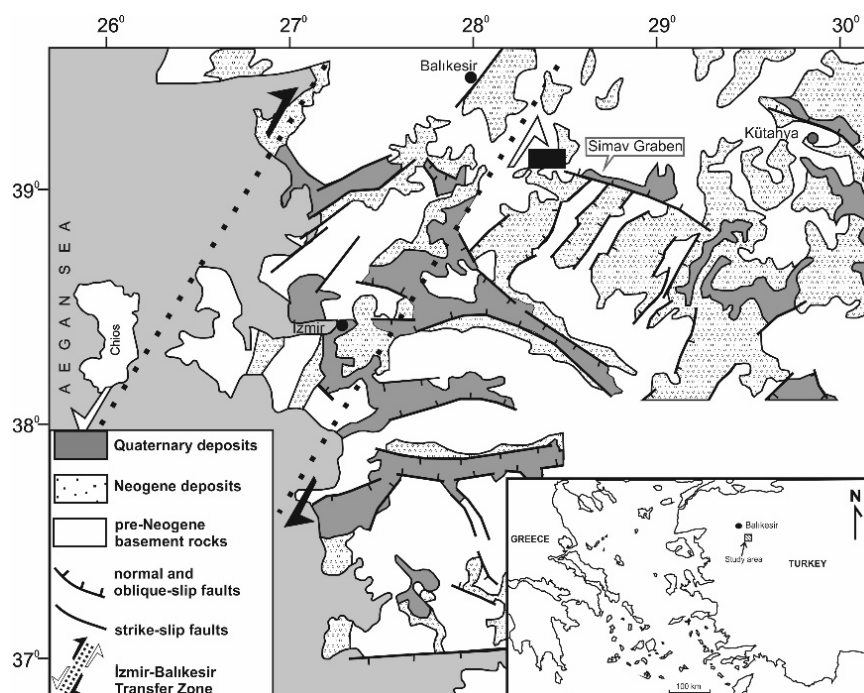 26⁰ 27⁰ 28⁰ 29⁰ 30⁰
Balıkesir
Kütahya
Simav Graben
39⁰
AEGAN SEA
Chios
İzmir
38⁰
Quaternary deposits
Neogene deposits
pre-Neogene
basement rocks
normal and
oblique-slip faults
strike-slip faults
İzmir-Balıkesir
Transfer Zone
37⁰
N
GREECE
Balıkesir
Study area
TURKEY
100 km